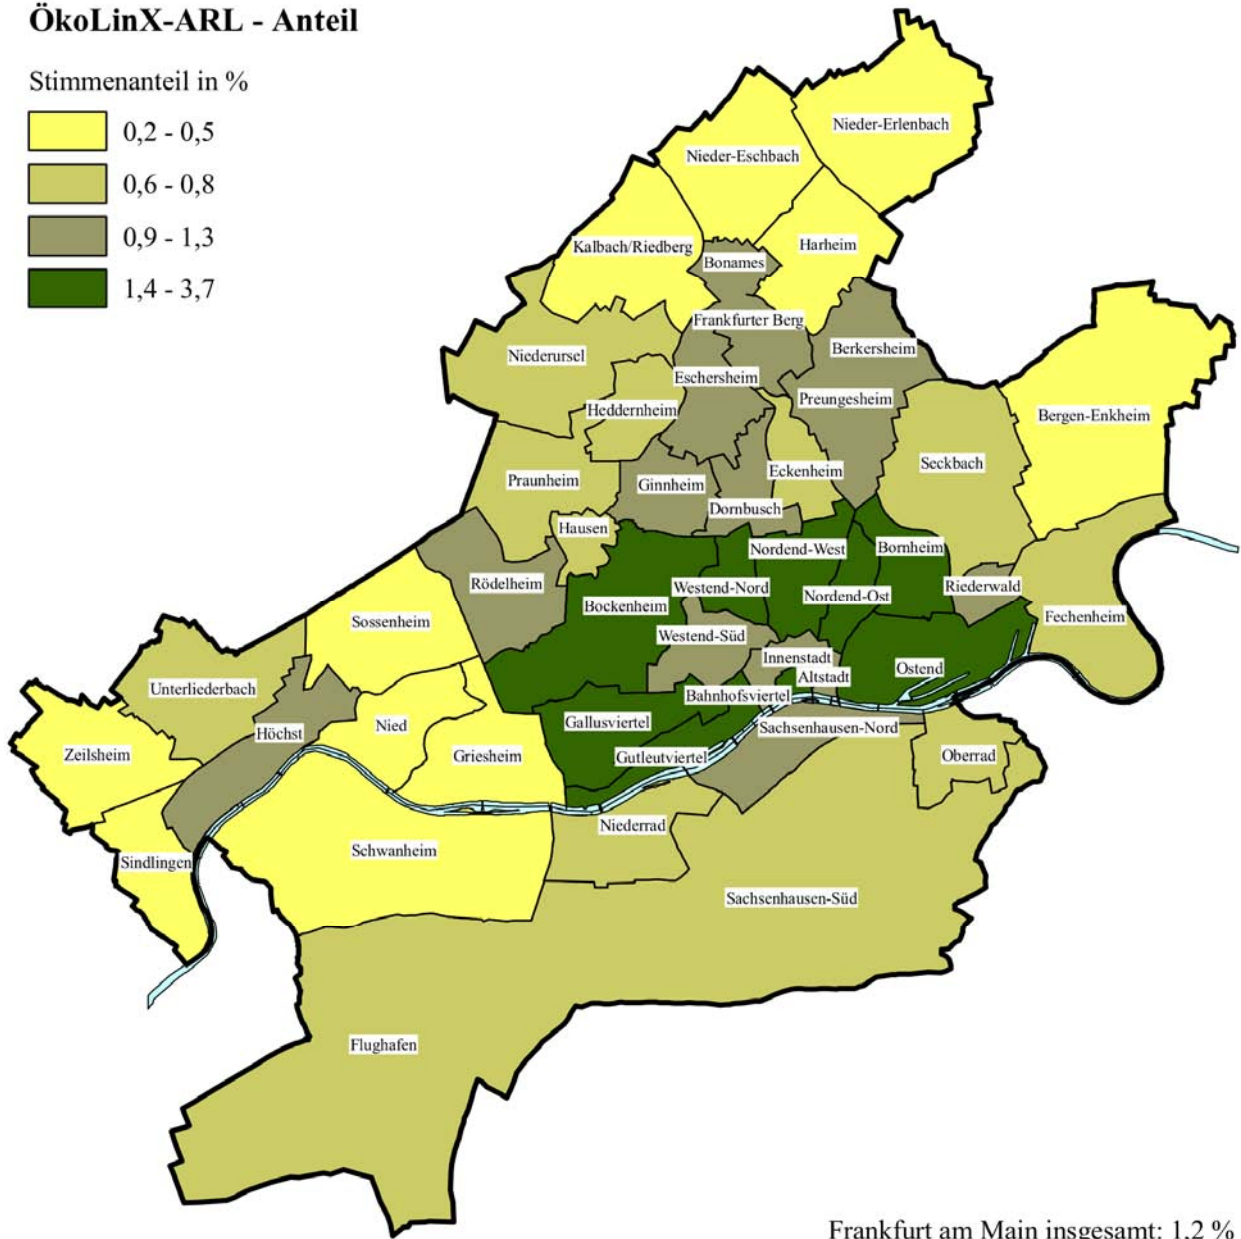 ÖkoLinX-ARL - Anteil
Stimmenanteil in %
0,2 - 0,5
0,6 - 0,8
0,9 - 1,3
1,4 - 3,7
Nieder-Erlenbach
Nieder-Eschbach
Kalbach/Riedberg
Harheim
Bonames
Frankfurter Berg
Berkersheim
Niederursel
Eschersheim
Preungesheim
Heddernheim
Bergen-Enkheim
Seckbach
Eckenheim
Praunheim
Ginnheim
Dornbusch
Hausen
Nordend-West
Bornheim
Rödelheim
Westend-Nord
Riederwald
Nordend-Ost
Bockenheim
Fechenheim
Sossenheim
Westend-Süd
Innenstadt
Ostend
Altstadt
Unterliederbach
Bahnhofsviertel
Gallusviertel
Nied
Sachsenhausen-Nord
Höchst
Zeilsheim
Griesheim
Gutleutviertel
Oberrad
Niederrad
Schwanheim
Sindlingen
Sachsenhausen-Süd
Flughafen
Frankfurt am Main insgesamt: 1,2 %